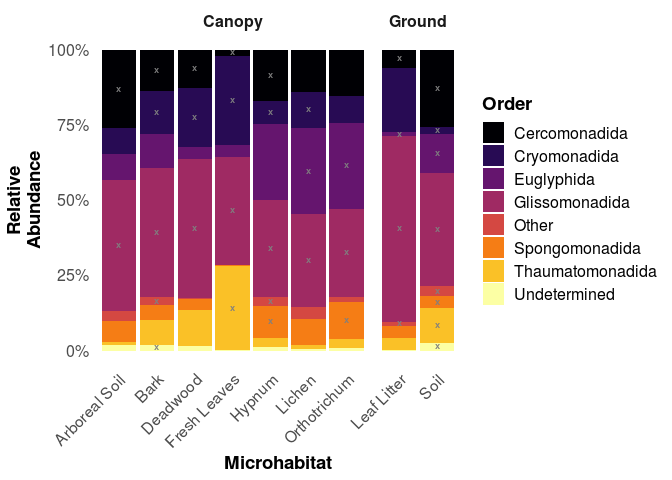 Canopy Ground
100%
75%
50%
25%
0%
Relative
Abundance
Arboreal Soil
Bark
Deadwood
Fresh Leaves
Hypnum
Lichen
Orthotrichum
Leaf Litter
Soil
Microhabitat
Order
Cercomonadida
Cryomonadida
Euglyphida
Glissomonadida
Other
Spongomonadida
Thaumatomonadida
Undetermined